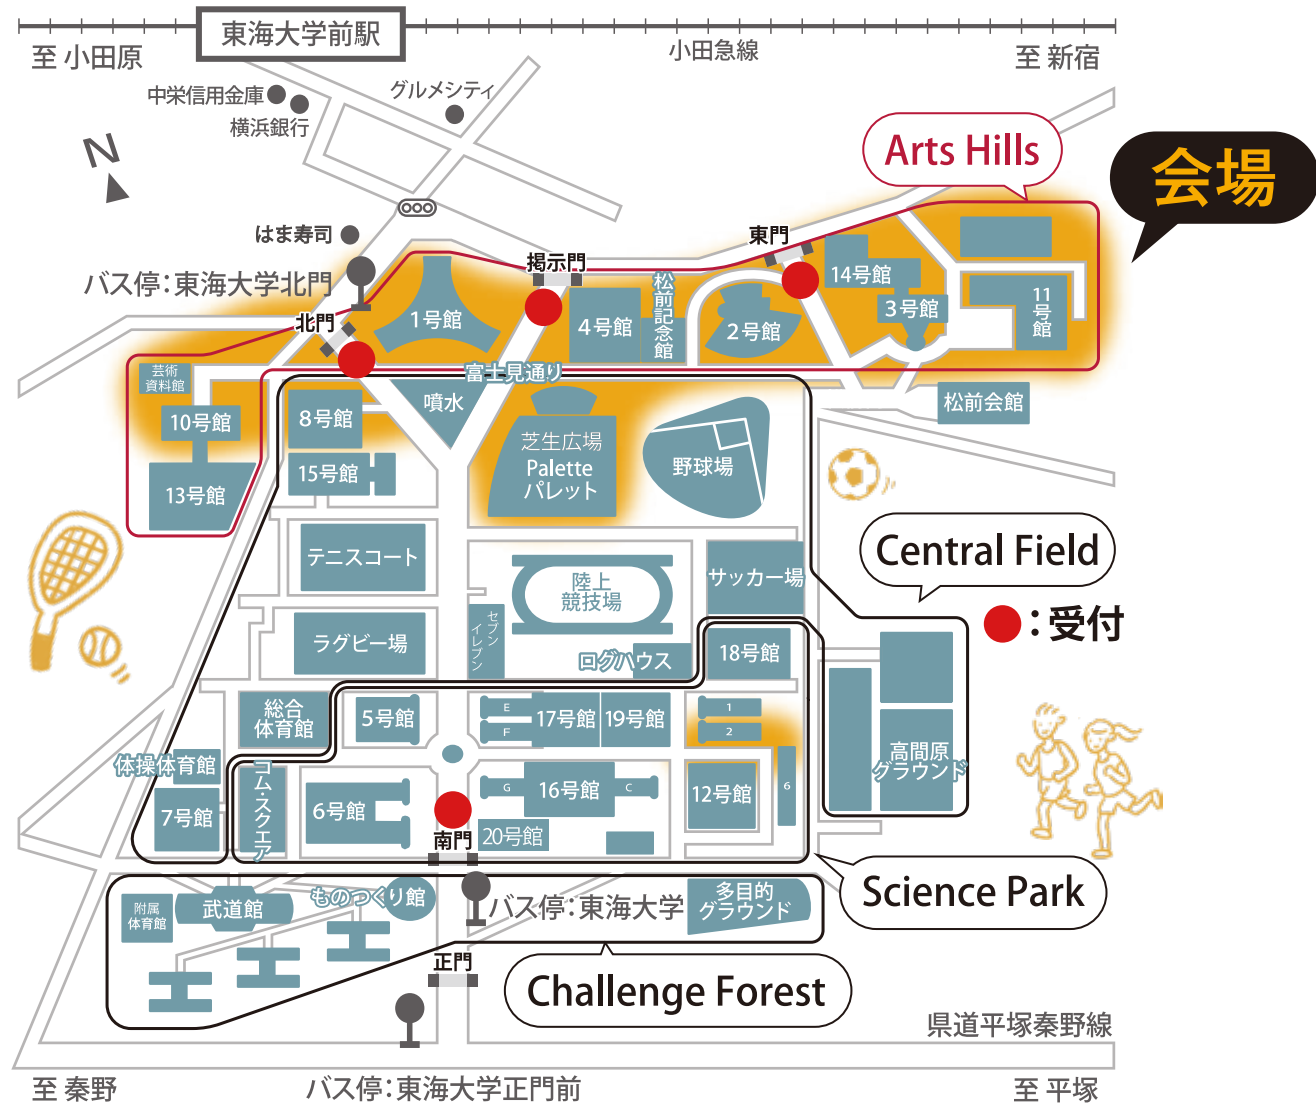 東海大学前駅
至 小田原
小田急線
至 新宿
中栄信用金庫
横浜銀行
グルメシティ
N
Arts Hills
会場
はま寿司
バス停：東海大学北門
北門
掲示門
東門
1号館
4号館
松前記念館
2号館
14号館
3号館
11号館
富士見通り
芸術
資料館
10号館
13号館
8号館
15号館
噴水
芝生広場
Palette
パレット
野球場
松前会館
Central Field
：受付
テニスコート
陸上
競技場
サッカー場
ラグビー場
セブン
イレブン
ログハウス
18号館
総合
体育館
5号館
E
F
17号館
19号館
1
2
高間原
グラウンド
体操体育館
7号館
コム・スクエア
6号館
G
16号館
C
12号館
6
南門
20号館
Science Park
附属
体育館
武道館
ものつくり館
バス停：東海大学
多目的
グラウンド
正門
Challenge Forest
県道平塚秦野線
至 秦野
バス停：東海大学正門前
至 平塚